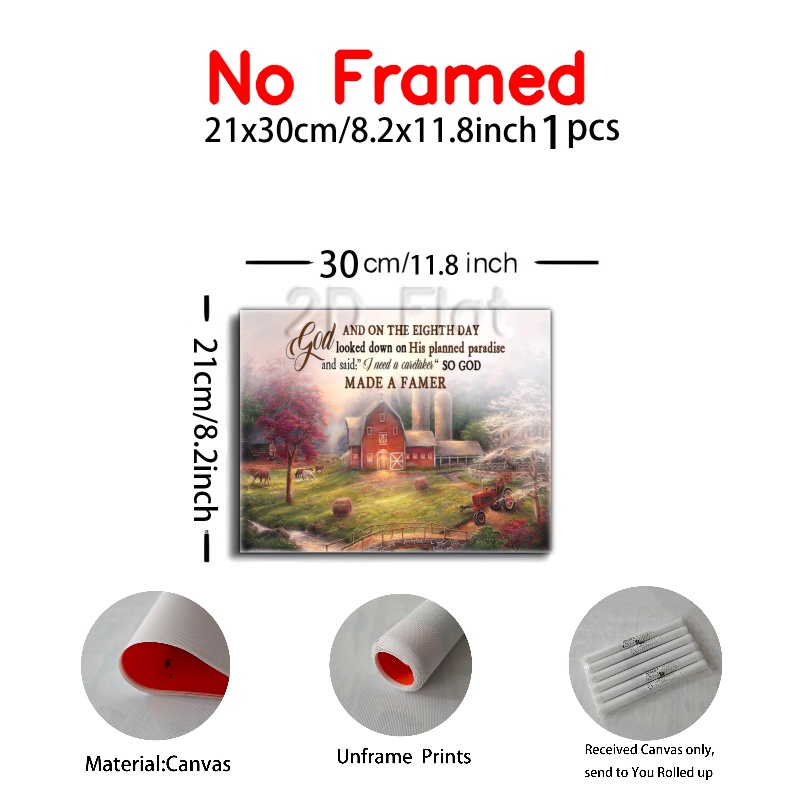 No Framed
21x30cm/8.2x11.8inch 1 pcs
30 cm/11.8 inch
2D Flat
21cm/8.2inch
God AND ON THE EIGHTH DAY
looked down on His planned paradise
and said:" I need a caretaker" SO GOD
MADE A FAMER
Material:Canvas
Unframe Prints
Received Canvas only,
send to You Rolled up